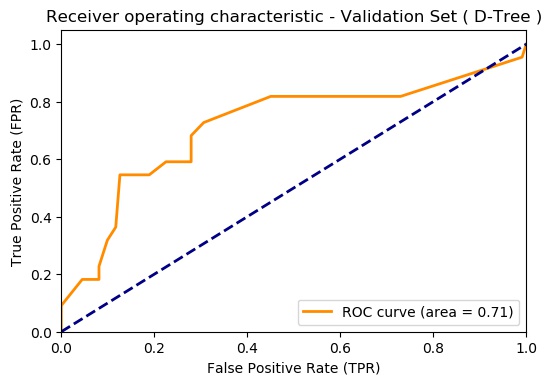 Receiver operating characteristic - Validation Set ( D-Tree )
True Positive Rate (FPR)
1.0
0.8
0.6
0.4
0.2
0.0
ROC curve (area = 0.71)
0.0 0.2 0.4 0.6 0.8 1.0
False Positive Rate (TPR)